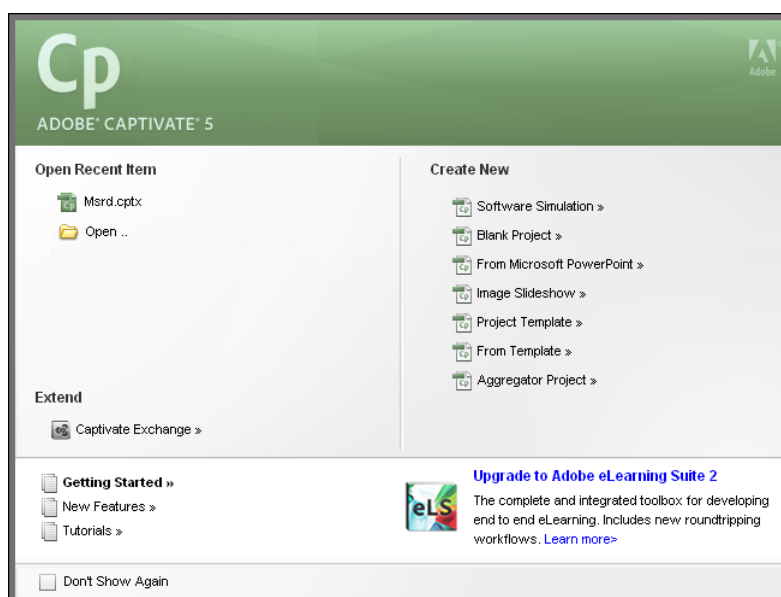 Cp
Adobe
ADOBE® CAPTIVATE® 5
Open Recent Item
Msrd.cptx
Open ..
Create New
Software Simulation »
Blank Project »
From Microsoft PowerPoint »
Image Slideshow »
Project Template »
From Template »
Aggregator Project »
Extend
Captivate Exchange »
Getting Started »
New Features »
Tutorials »
eLS
Upgrade to Adobe eLearning Suite 2
The complete and integrated toolbox for developing
end to end eLearning. Includes new roundtripping
workflows. Learn more>
Don't Show Again